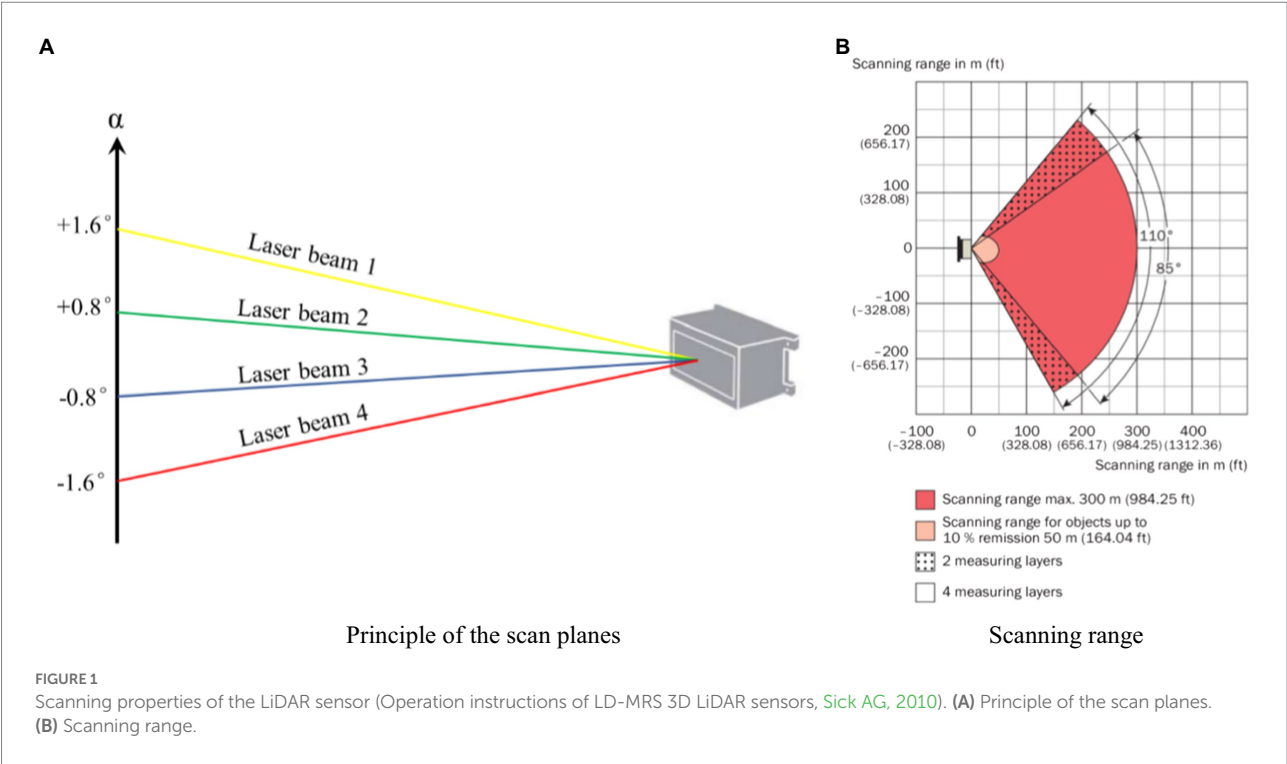 A
α
+1.6°
+0.8°
-0.8°
-1.6°
Laser beam 1
Laser beam 2
Laser beam 3
Laser beam 4
Principle of the scan planes
B
Scanning range in m (ft)
200
(656.17)
100
(328.08)
0
−100
(−328.08)
−200
(−656.17)
110°
85°
−100 0 100 200 300 400
(−328.08) (328.08) (656.17) (984.25) (1312.36)
Scanning range in m (ft)
Scanning range max. 300 m (984.25 ft)
Scanning range for objects up to
10 % remission 50 m (164.04 ft)
2 measuring layers
4 measuring layers
Scanning range
FIGURE 1
Scanning properties of the LiDAR sensor (Operation instructions of LD-MRS 3D LiDAR sensors, Sick AG, 2010). (A) Principle of the scan planes.
(B) Scanning range.